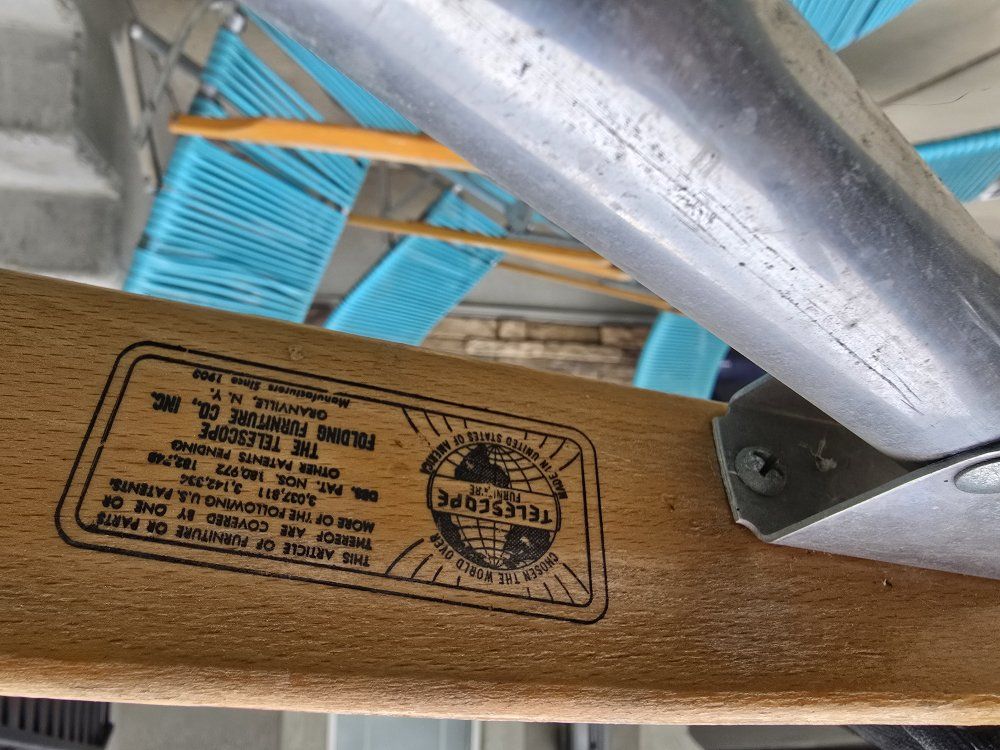 CHOSEN THE WORLD OVER
TELESCOPE
FURNITURE
MADE IN UNITED STATES OF AMERICA
THIS ARTICLE OF FURNITURE OR PARTS
THEREOF ARE COVERED BY ONE OR
MORE OF THE FOLLOWING U.S. PATENTS:
3,037,811 3,142,334
DES. PAT. NOS. 180,972 182,748
OTHER PATENTS PENDING
THE TELESCOPE
FOLDING FURNITURE CO., INC.
GRANVILLE, N. Y.
Manufacturers Since 1903